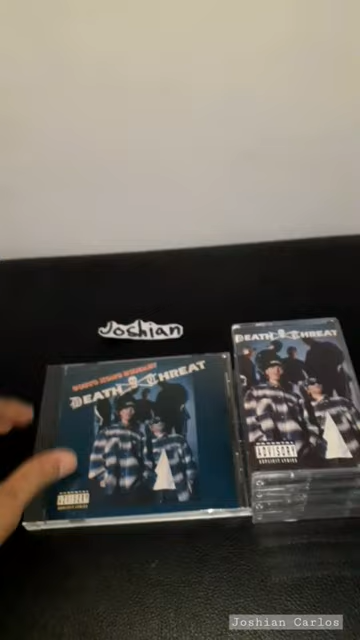 Joshian
DEATH THREAT
DEATH THREAT
PARENTAL
ADVISORY
EXPLICIT LYRICS
PARENTAL
ADVISORY
EXPLICIT LYRICS
Joshian Carlos